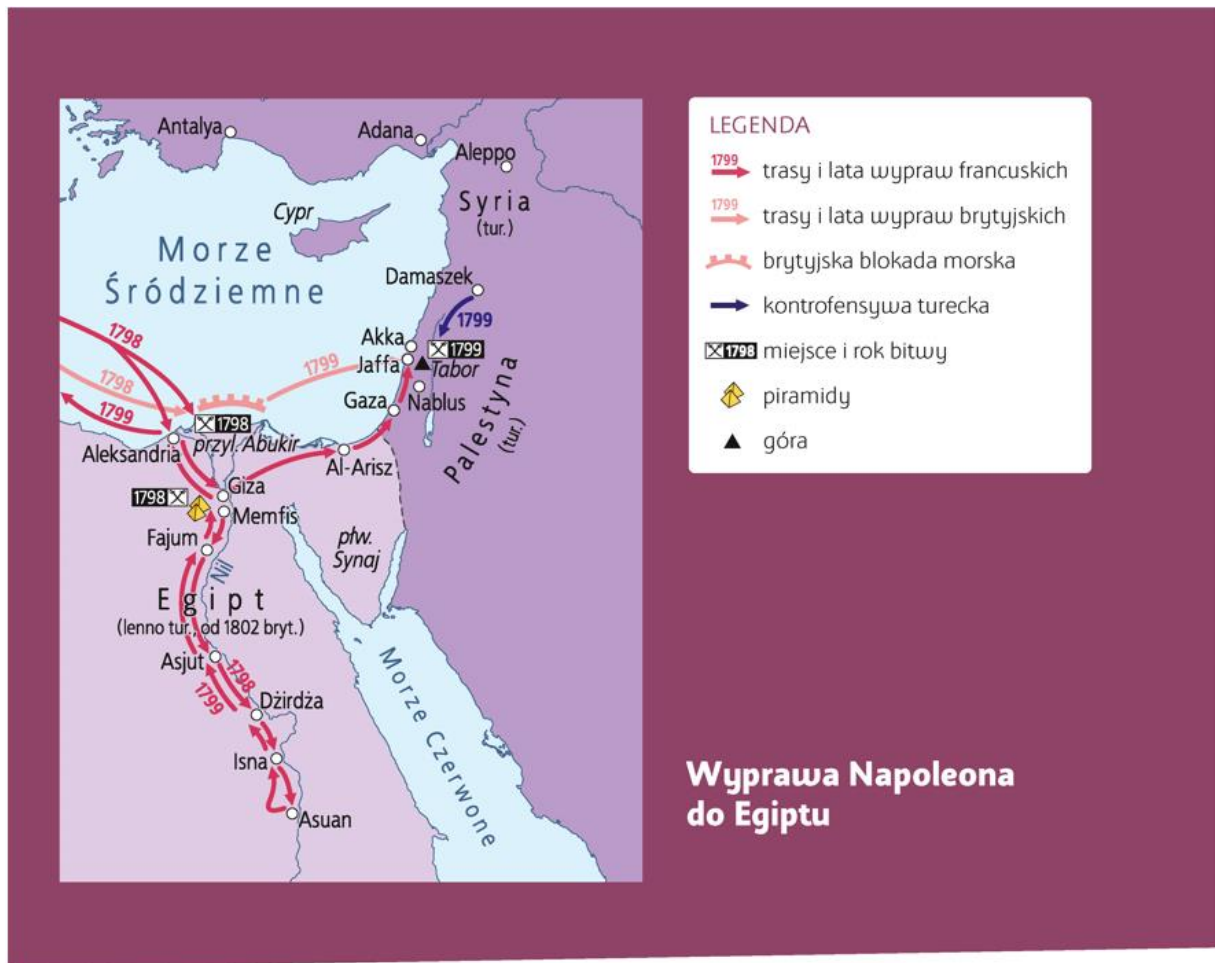 Antalya
Adana
Aleppo
Cypr
Syria
(tur.)
Morze
Śródziemne
Damaszek
1799
1798
Akka
1799
Jaffa
Tabor
1799
1798
Gaza
Nablus
1799
1798
Palestyna
(tur.)
Aleksandria
przyl. Abukir
Al-Arisz
Giza
1798
Memfis
Fajum
płw.
Synaj
Nil
Egipt
(lenno tur., od 1802 bryt.)
Asjut
1798
1799
Dżirdża
Morze Czerwone
Isna
Asuan
LEGENDA
1799
trasy i lata wypraw francuskich
1799
trasy i lata wypraw brytyjskich
brytyjska blokada morska
kontrofensywa turecka
1798 miejsce i rok bitwy
piramidy
góra
Wyprawa Napoleona
do Egiptu